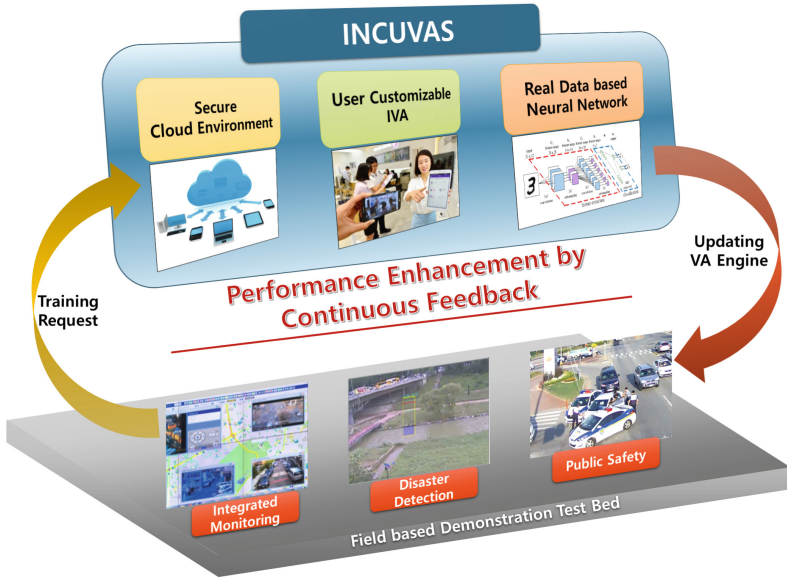 INCUVAS
Secure
Cloud Environment
User Customizable
IVA
Real Data based
Neural Network
3
Training
Request
Updating
VA Engine
Performance Enhancement by
Continuous Feedback
Integrated
Monitoring
Disaster
Detection
Public Safety
Field based Demonstration Test Bed